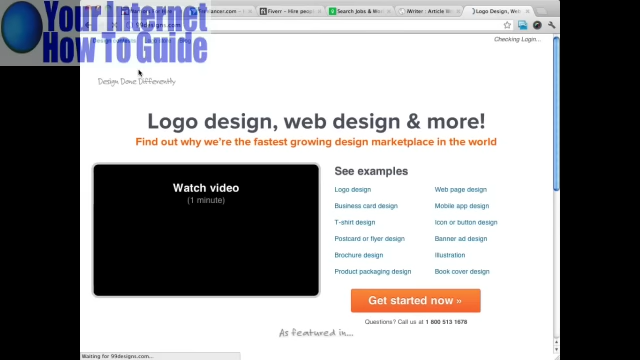 Your Internet
How To Guide
Fiverr – Hire peopl
Search Jobs & W
iWriter : Article W
Logo Design, Web
99designs.com
Checking Login...
Design Done Differently
Logo design, web design & more!
Find out why we're the fastest growing design marketplace in the world
Watch video
(1 minute)
See examples
Logo design
Web page design
Business card design
Mobile app design
T-shirt design
Icon or button design
Postcard or flyer design
Banner ad design
Brochure design
Illustration
Product packaging design
Book cover design
Get started now »
Questions? Call us at 1 800 513 1678
As featured in...
Waiting for 99designs.com...